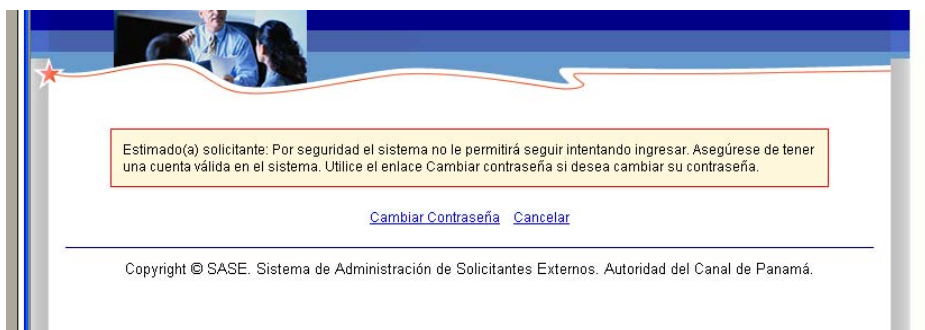 Estimado(a) solicitante: Por seguridad el sistema no le permitirá seguir intentando ingresar. Asegúrese de tener
una cuenta válida en el sistema. Utilice el enlace Cambiar contraseña si desea cambiar su contraseña.
Cambiar Contraseña Cancelar
Copyright © SASE. Sistema de Administración de Solicitantes Externos. Autoridad del Canal de Panamá.